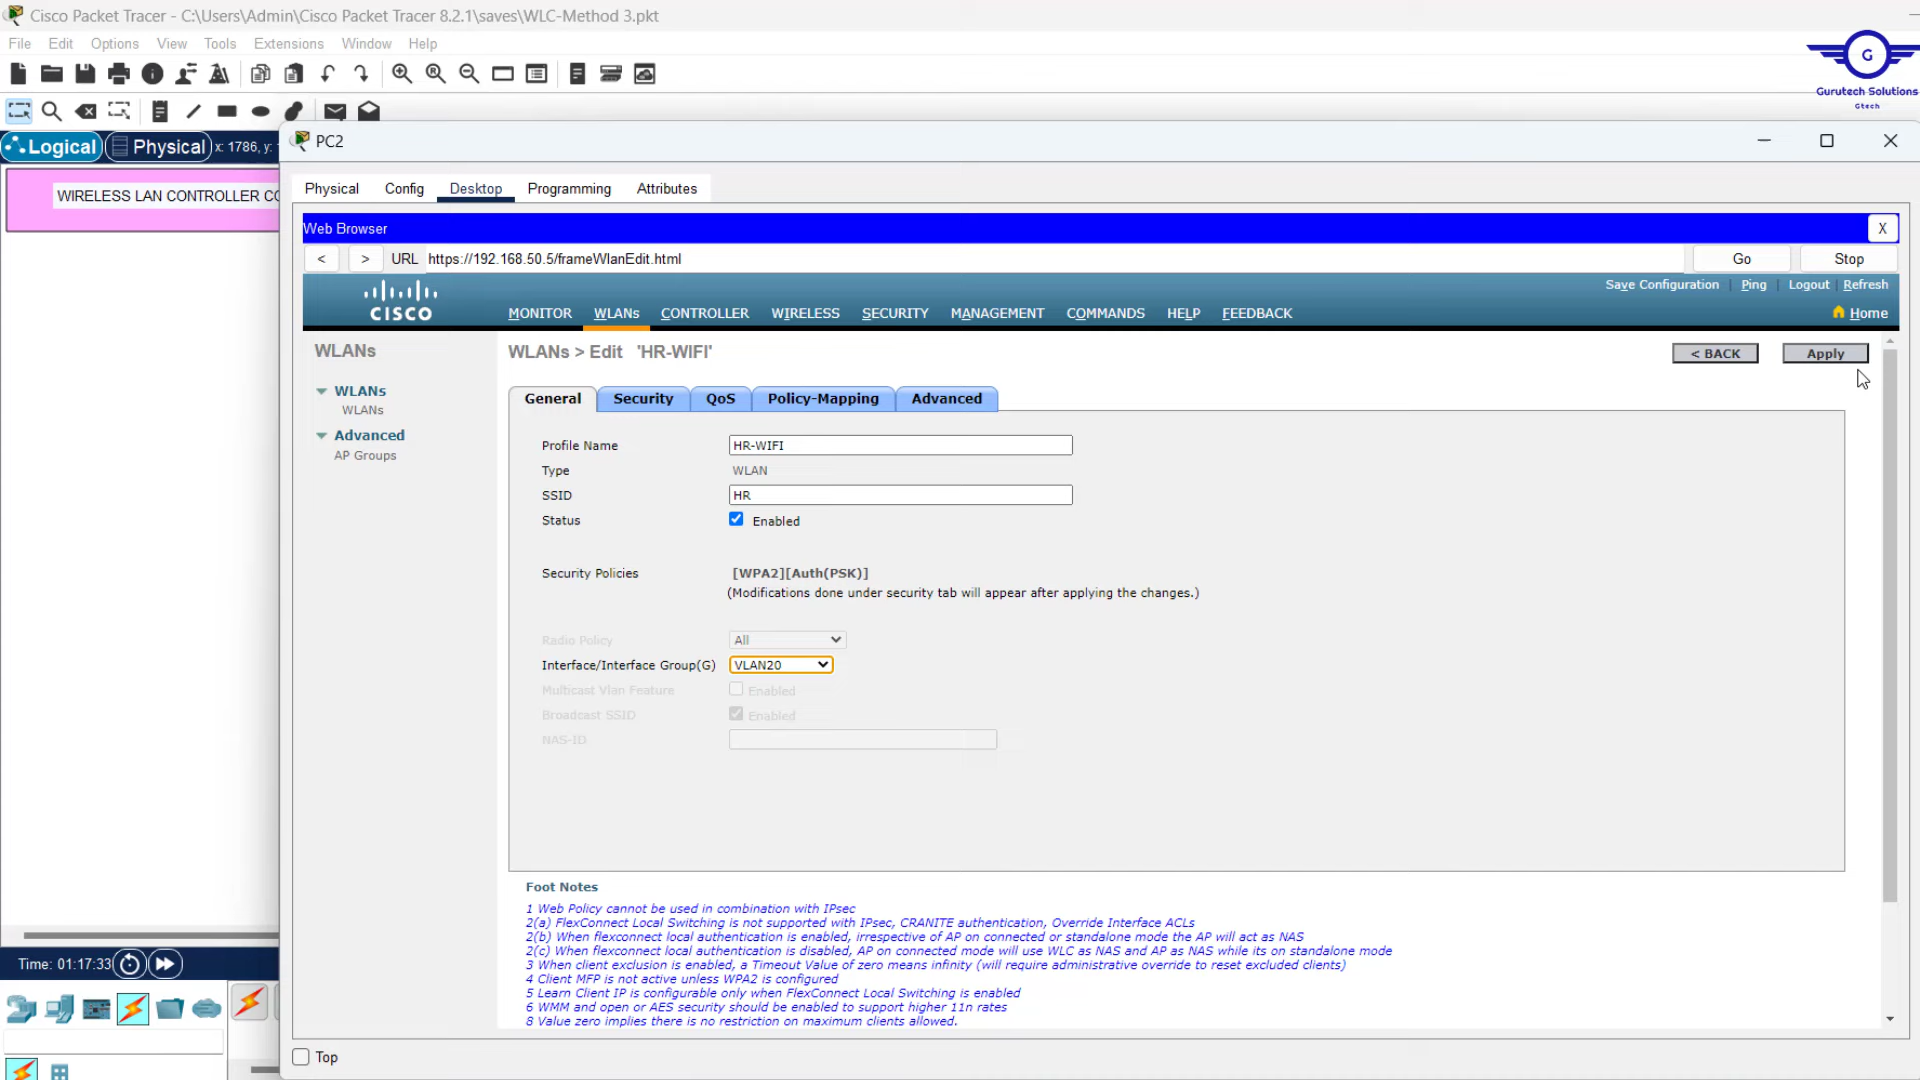 Cisco Packet Tracer - C:\Users\Admin\Cisco Packet Tracer 8.2.1\saves\WLC-Method 3.pkt
File Edit Options View Tools Extensions Window Help
G
Gurutech Solutions
Gtech
Logical Physical x: 1786, y:
PC2
WIRELESS LAN CONTROLLER CO
Physical Config Desktop Programming Attributes
Web Browser X
< > URL https://192.168.50.5/frameWlanEdit.html Go Stop
Save Configuration | Ping | Logout | Refresh
CISCO
MONITOR WLANs CONTROLLER WIRELESS SECURITY MANAGEMENT COMMANDS HELP FEEDBACK Home
WLANs
WLANs > Edit 'HR-WIFI'
< BACK Apply
WLANs
WLANs
Advanced
AP Groups
General Security QoS Policy-Mapping Advanced
Profile Name HR-WIFI
Type WLAN
SSID HR
Status Enabled
Security Policies [WPA2][Auth(PSK)]
(Modifications done under security tab will appear after applying the changes.)
Radio Policy All
Interface/Interface Group(G) VLAN20
Multicast Vlan Feature Enabled
Broadcast SSID Enabled
NAS-ID
Foot Notes
1 Web Policy cannot be used in combination with IPsec
2(a) FlexConnect Local Switching is not supported with IPsec, CRANITE authentication, Override Interface ACLs
2(b) When flexconnect local authentication is enabled, irrespective of AP on connected or standalone mode the AP will act as NAS
2(c) When flexconnect local authentication is disabled, AP on connected mode will use WLC as NAS and AP as NAS while its on standalone mode
3 When client exclusion is enabled, a Timeout Value of zero means infinity (will require administrative override to reset excluded clients)
4 Client MFP is not active unless WPA2 is configured
5 Learn Client IP is configurable only when FlexConnect Local Switching is enabled
6 WMM and open or AES security should be enabled to support higher 11n rates
8 Value zero implies there is no restriction on maximum clients allowed.
Time: 01:17:33
Top